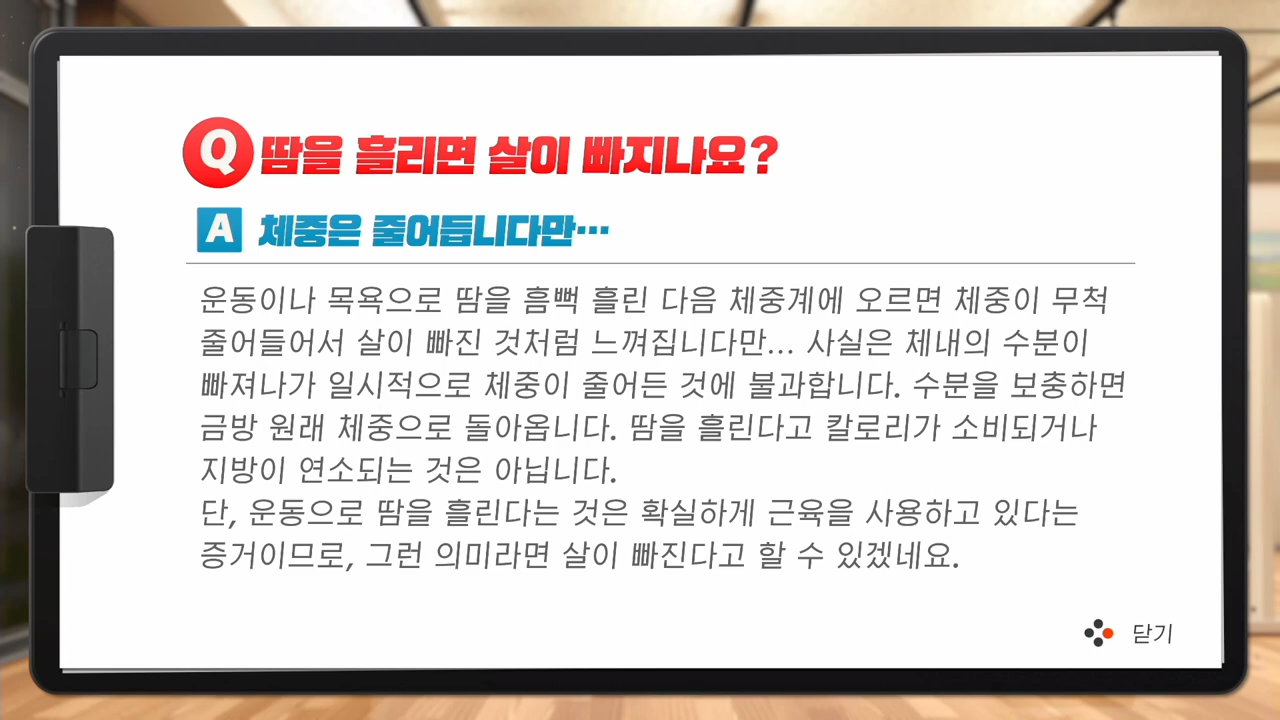 Q 땀을 흘리면 살이 빠지나요?
A 체중은 줄어듭니다만…
운동이나 목욕으로 땀을 흠뻑 흘린 다음 체중계에 오르면 체중이 무척
줄어들어서 살이 빠진 것처럼 느껴집니다만... 사실은 체내의 수분이
빠져나가 일시적으로 체중이 줄어든 것에 불과합니다. 수분을 보충하면
금방 원래 체중으로 돌아옵니다. 땀을 흘린다고 칼로리가 소비되거나
지방이 연소되는 것은 아닙니다.
단, 운동으로 땀을 흘린다는 것은 확실하게 근육을 사용하고 있다는
증거이므로, 그런 의미라면 살이 빠진다고 할 수 있겠네요.
닫기